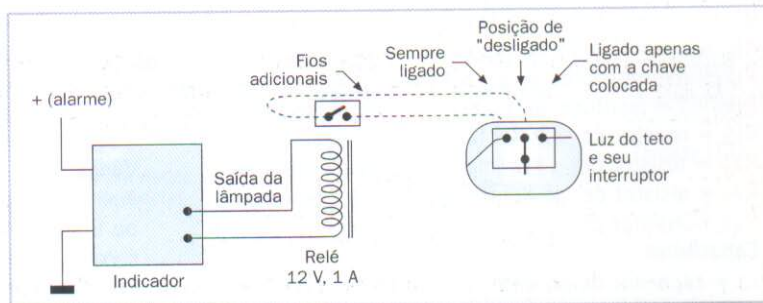 Posição de
"desligado"
Ligado apenas
com a chave
colocada
Sempre
ligado
Fios
adicionais
+ (alarme)
Luz do teto
e seu
interruptor
Saída da
lâmpada
Relé
12 V, 1 A
Indicador